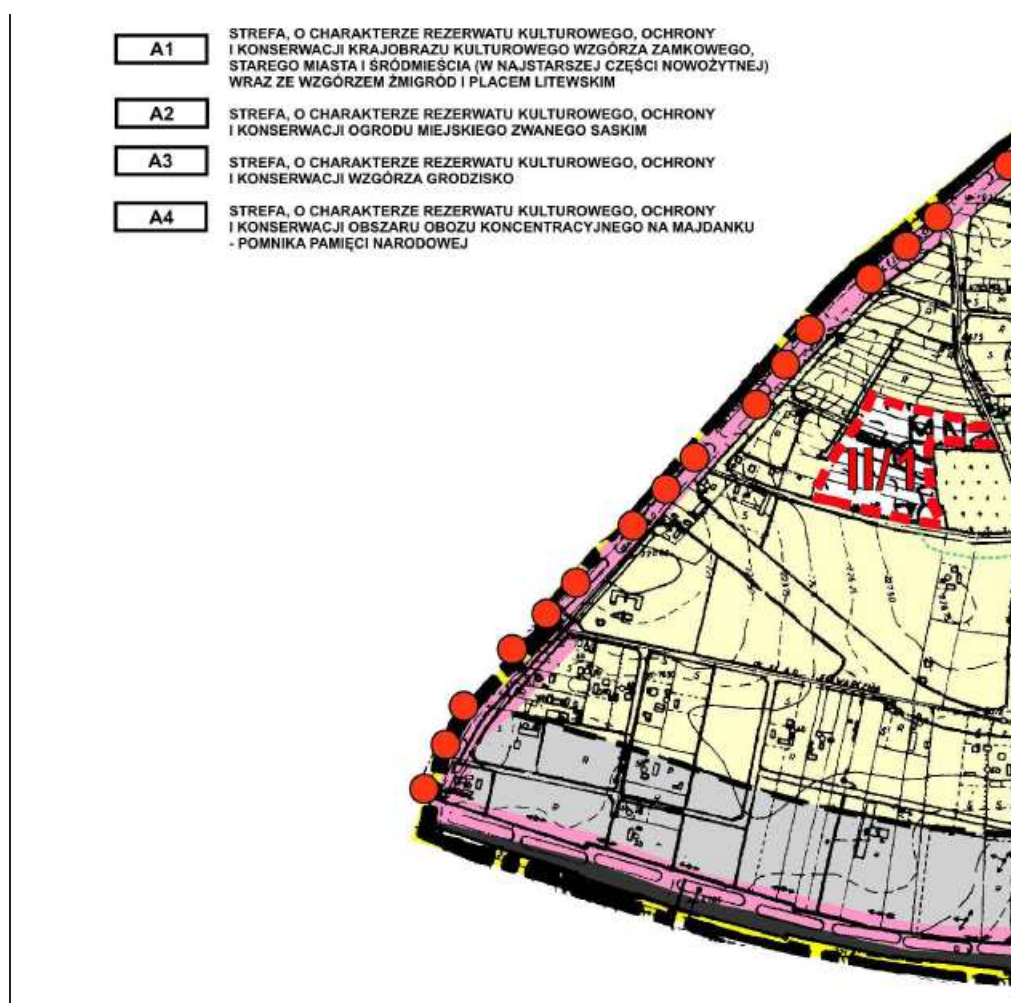 A1
STREFA, O CHARAKTERZE REZERWATU KULTUROWEGO, OCHRONY
I KONSERWACJI KRAJOBRAZU KULTUROWEGO WZGÓRZA ZAMKOWEGO,
STAREGO MIASTA I ŚRÓDMIEŚCIA (W NAJSTARSZEJ CZĘŚCI NOWOŻYTNEJ)
WRAZ ZE WZGÓRZEM ŻMIGRÓD I PLACEM LITEWSKIM
A2
STREFA, O CHARAKTERZE REZERWATU KULTUROWEGO, OCHRONY
I KONSERWACJI OGRODU MIEJSKIEGO ZWANEGO SASKIM
A3
STREFA, O CHARAKTERZE REZERWATU KULTUROWEGO, OCHRONY
I KONSERWACJI WZGÓRZA GRODZISKO
A4
STREFA, O CHARAKTERZE REZERWATU KULTUROWEGO, OCHRONY
I KONSERWACJI OBSZARU OBOZU KONCENTRACYJNEGO NA MAJDANKU
- POMNIKA PAMIĘCI NARODOWEJ
MNZ
II/1